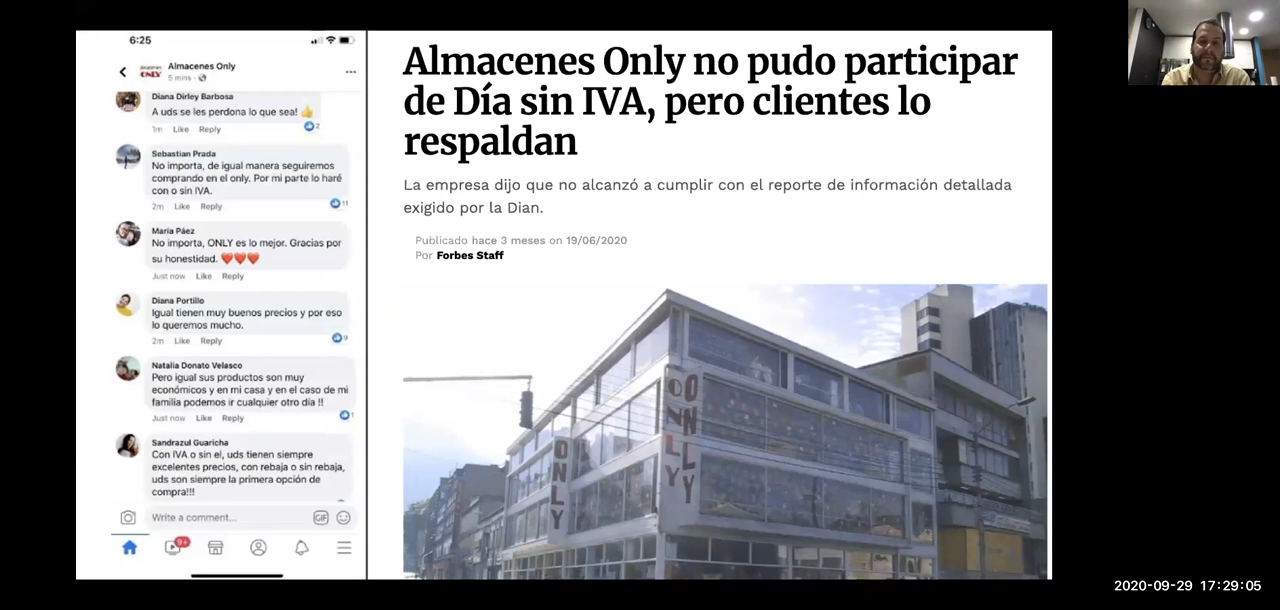 6:25
Almacenes Only
5 mins
Diana Dirley Barbosa
A uds se les perdona lo que sea! 👍
1m Like Reply
2
Sebastian Prada
No importa, de igual manera seguiremos
comprando en el only. Por mi parte lo haré
con o sin IVA.
2m Like Reply
11
Maria Páez
No importa, ONLY es lo mejor. Gracias por
su honestidad. ❤️❤️❤️
Just now Like Reply
Diana Portillo
Igual tienen muy buenos precios y por eso
lo queremos mucho.
2m Like Reply
9
Natalia Donato Velasco
Pero igual sus productos son muy
económicos y en mi casa y en el caso de mi
familia podemos ir cualquier otro día !!
Just now Like Reply
1
Sandrazul Guaricha
Con IVA o sin el, uds tienen siempre
excelentes precios, con rebaja o sin rebaja,
uds son siempre la primera opción de
compra!!!
Write a comment...
GIF
9+
Almacenes Only no pudo participar
de Día sin IVA, pero clientes lo
respaldan
La empresa dijo que no alcanzó a cumplir con el reporte de información detallada
exigido por la Dian.
Publicado hace 3 meses on 19/06/2020
Por Forbes Staff
ONLY
ONLY
ONLY
2020-09-29 17:29:05